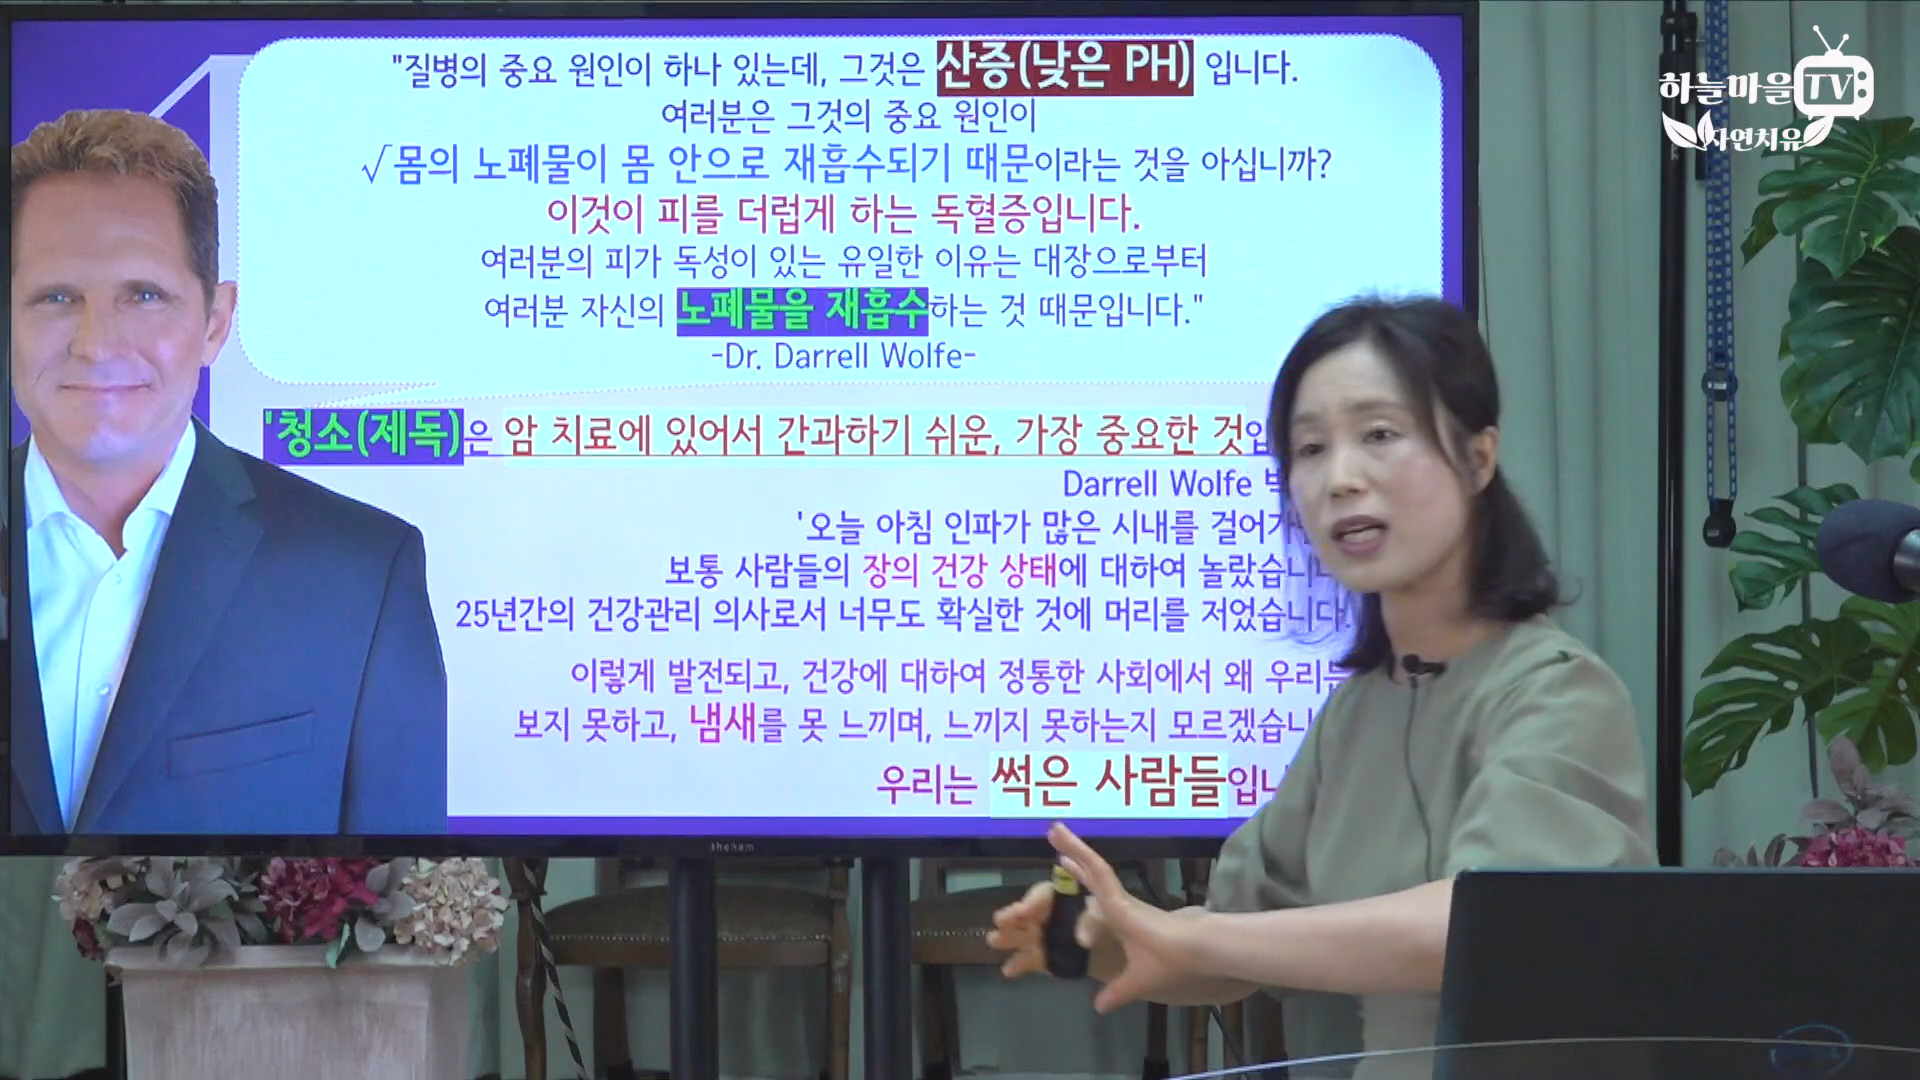 "질병의 중요 원인이 하나 있는데, 그것은 산증(낮은 PH) 입니다.
여러분은 그것의 중요 원인이
√몸의 노폐물이 몸 안으로 재흡수되기 때문이라는 것을 아십니까?
이것이 피를 더럽게 하는 독혈증입니다.
여러분의 피가 독성이 있는 유일한 이유는 대장으로부터
여러분 자신의 노폐물을 재흡수하는 것 때문입니다."
-Dr. Darrell Wolfe-
'청소(제독)은 암 치료에 있어서 간과하기 쉬운, 가장 중요한 것입
Darrell Wolfe
'오늘 아침 인파가 많은 시내를
보통 사람들의 장의 건강 상태에 대하여 놀랐습니
25년간의 건강관리 의사로서 너무도 확실한 것에 머리를 저었습니다.
이렇게 발전되고, 건강에 대하여 정통한 사회에서 왜 우리는
보지 못하고, 냄새를 못 느끼며, 느끼지 못하는지 모르겠습니
우리는 썩은 사람들입니
하늘마을TV
자연치유